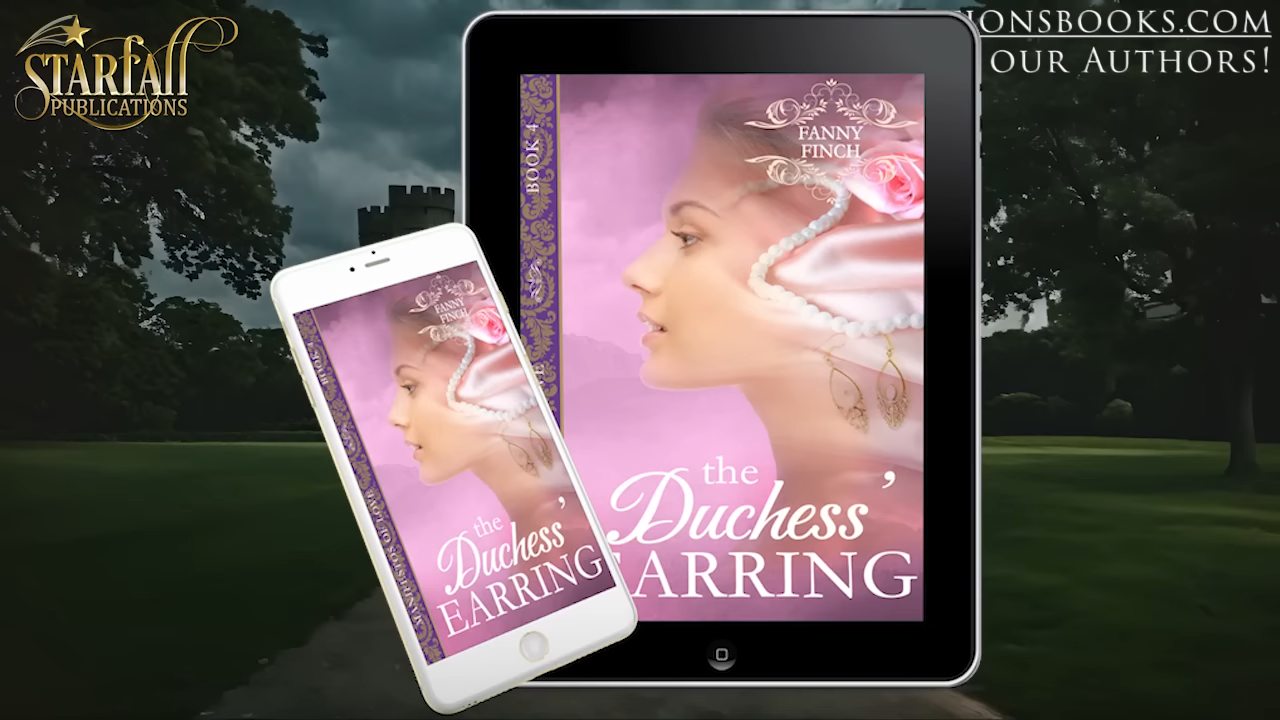 STARfall
PUBLICATIONS
IONSBOOKS.COM
OUR AUTHORS!
FANNY
FINCH
BOOK 4
the
Duchess'
EARRING
FANNY
FINCH
BOOK 4
the
Duchess'
EARRING